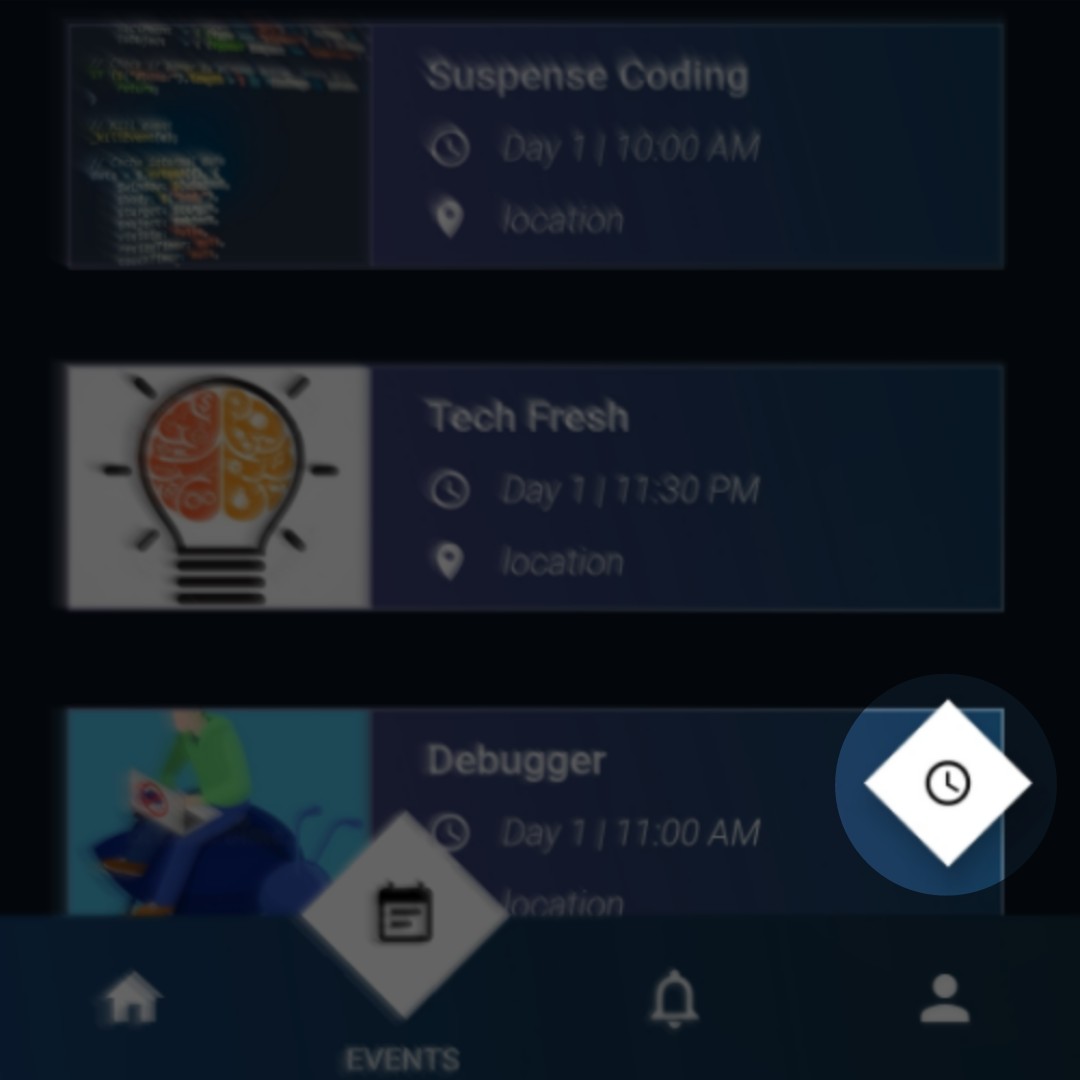 Suspense Coding
Day 1 | 10:00 AM
location
Tech Fresh
Day 1 | 11:30 PM
location
Debugger
Day 1 | 11:00 AM
location
EVENTS